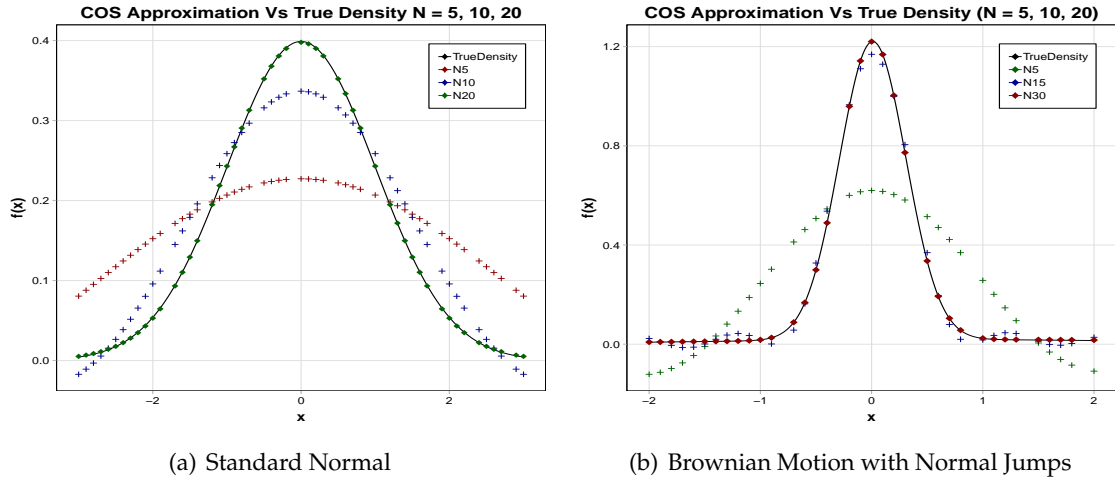 COS Approximation Vs True Density N = 5, 10, 20
0.4
0.3
0.2
0.1
0.0
f(x)
TrueDensity
N5
N10
N20
−2
0
2
x
(a) Standard Normal
COS Approximation Vs True Density (N = 5, 10, 20)
1.2
0.8
0.4
0.0
f(x)
TrueDensity
N5
N15
N30
−2
−1
0
1
2
x
(b) Brownian Motion with Normal Jumps